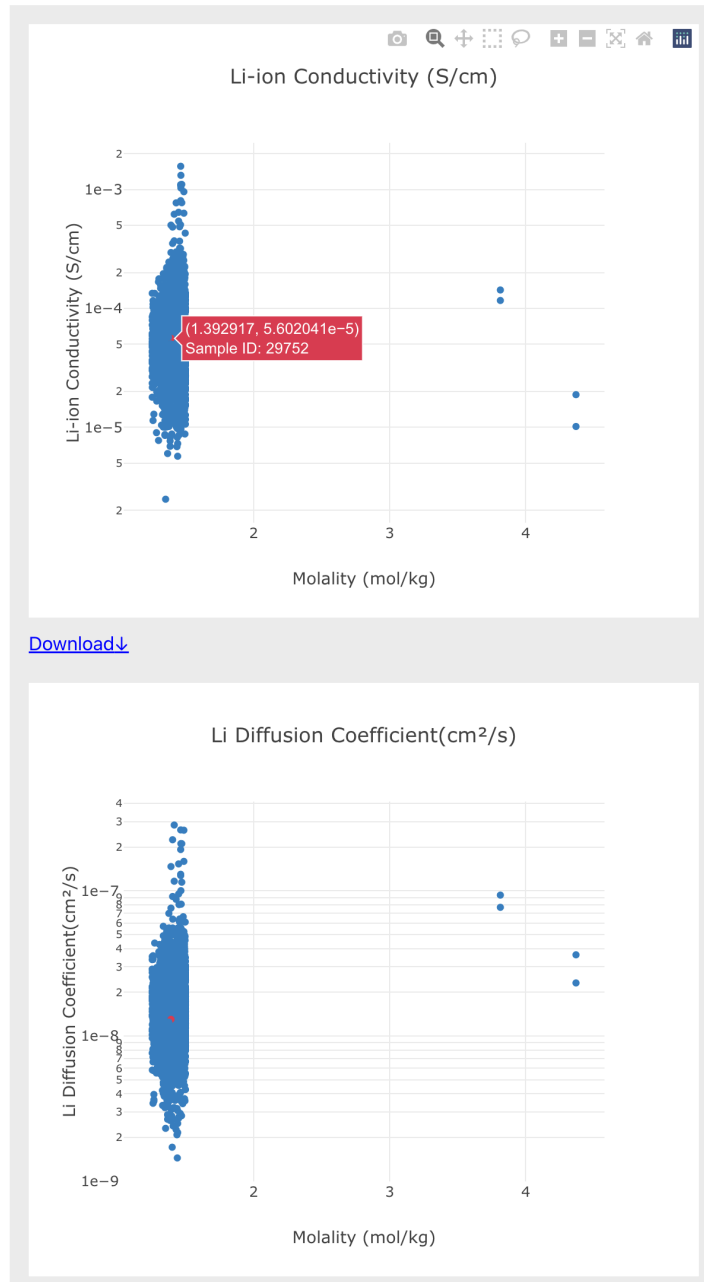 Li-ion Conductivity (S/cm)
2
1e−3
5
2
1e−4
5
2
1e−5
5
2
Li-ion Conductivity (S/cm)
(1.392917, 5.602041e−5)
Sample ID: 29752
2 3 4
Molality (mol/kg)
Download↓
Li Diffusion Coefficient(cm²/s)
4
3
2
1e−7
9
8
7
6
5
4
3
2
1e−8
9
8
7
6
5
4
3
2
1e−9
Li Diffusion Coefficient(cm²/s)
2 3 4
Molality (mol/kg)